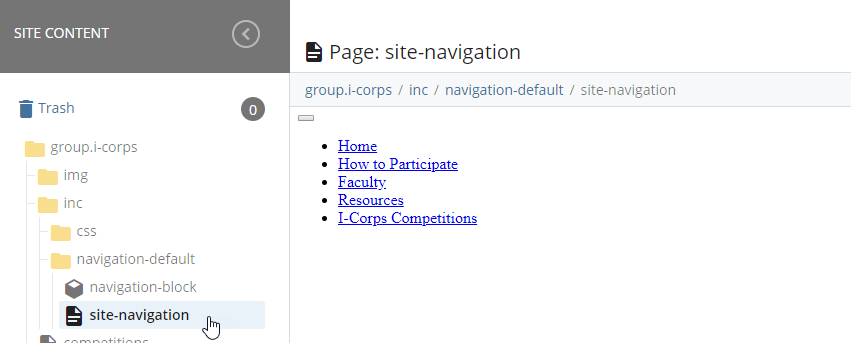 SITE CONTENT
Trash
0
group.i-corps
img
inc
css
navigation-default
navigation-block
site-navigation
competitions
Page: site-navigation
group.i-corps / inc / navigation-default / site-navigation
Home
How to Participate
Faculty
Resources
I-Corps Competitions